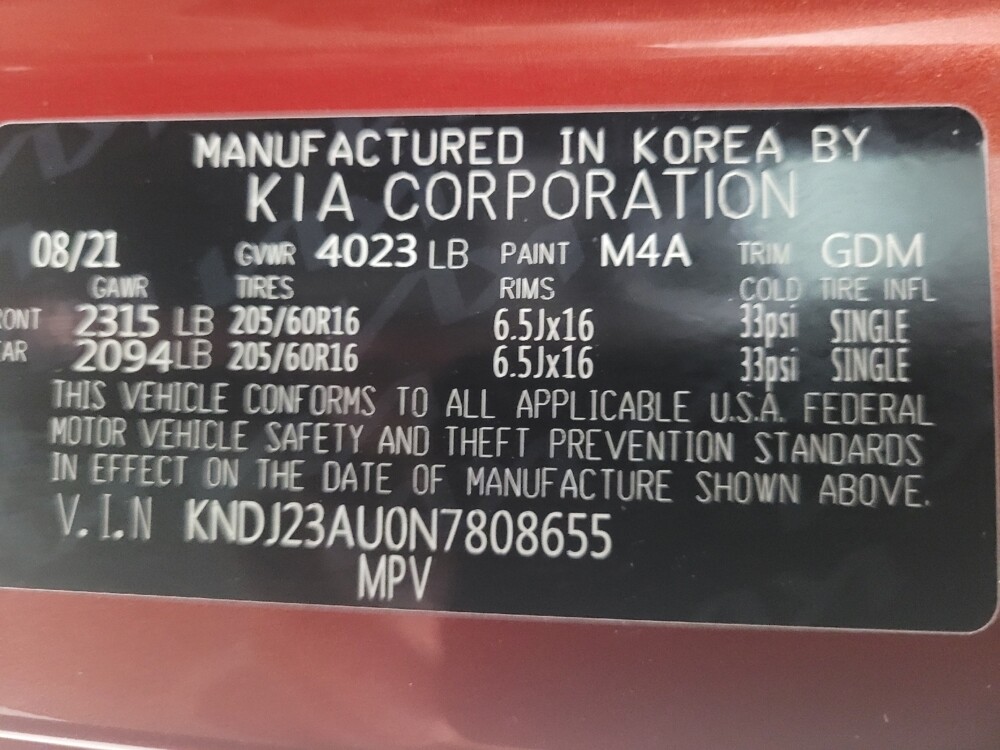 MANUFACTURED IN KOREA BY
KIA CORPORATION
08/21 GVWR 4023 LB PAINT M4A TRIM GDM
GAWR TIRES RIMS COLD TIRE INFL
RONT 2315 LB 205/60R16 6.5Jx16 33psi SINGLE
EAR 2094 LB 205/60R16 6.5Jx16 33psi SINGLE
THIS VEHICLE CONFORMS TO ALL APPLICABLE U.S.A. FEDERAL
MOTOR VEHICLE SAFETY AND THEFT PREVENTION STANDARDS
IN EFFECT ON THE DATE OF MANUFACTURE SHOWN ABOVE.
V.I.N KNDJ23AU0N7808655
MPV